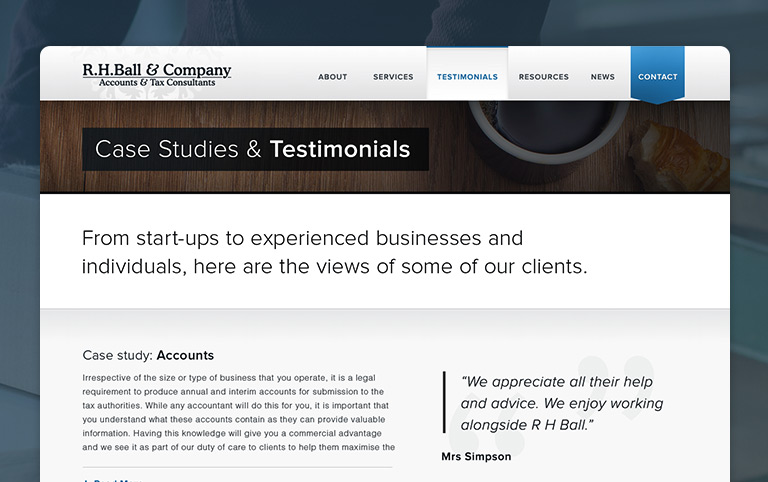 R.H.Ball & Company
Accounts & Tax Consultants
ABOUT SERVICES TESTIMONIALS RESOURCES NEWS CONTACT
Case Studies & Testimonials
From start-ups to experienced businesses and
individuals, here are the views of some of our clients.
Case study: Accounts
Irrespective of the size or type of business that you operate, it is a legal
requirement to produce annual and interim accounts for submission to the
tax authorities. While any accountant will do this for you, it is important that
you understand what these accounts contain as they can provide valuable
information. Having this knowledge will give you a commercial advantage
and we see it as part of our duty of care to clients to help them maximise the
“We appreciate all their help
and advice. We enjoy working
alongside R H Ball.”
Mrs Simpson